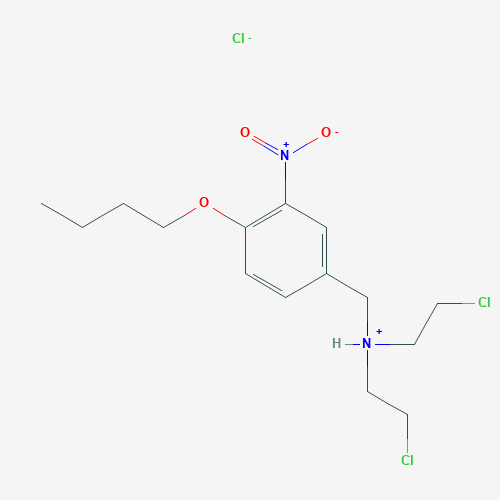 Cl -
O N + O -
O
H N + Cl
Cl